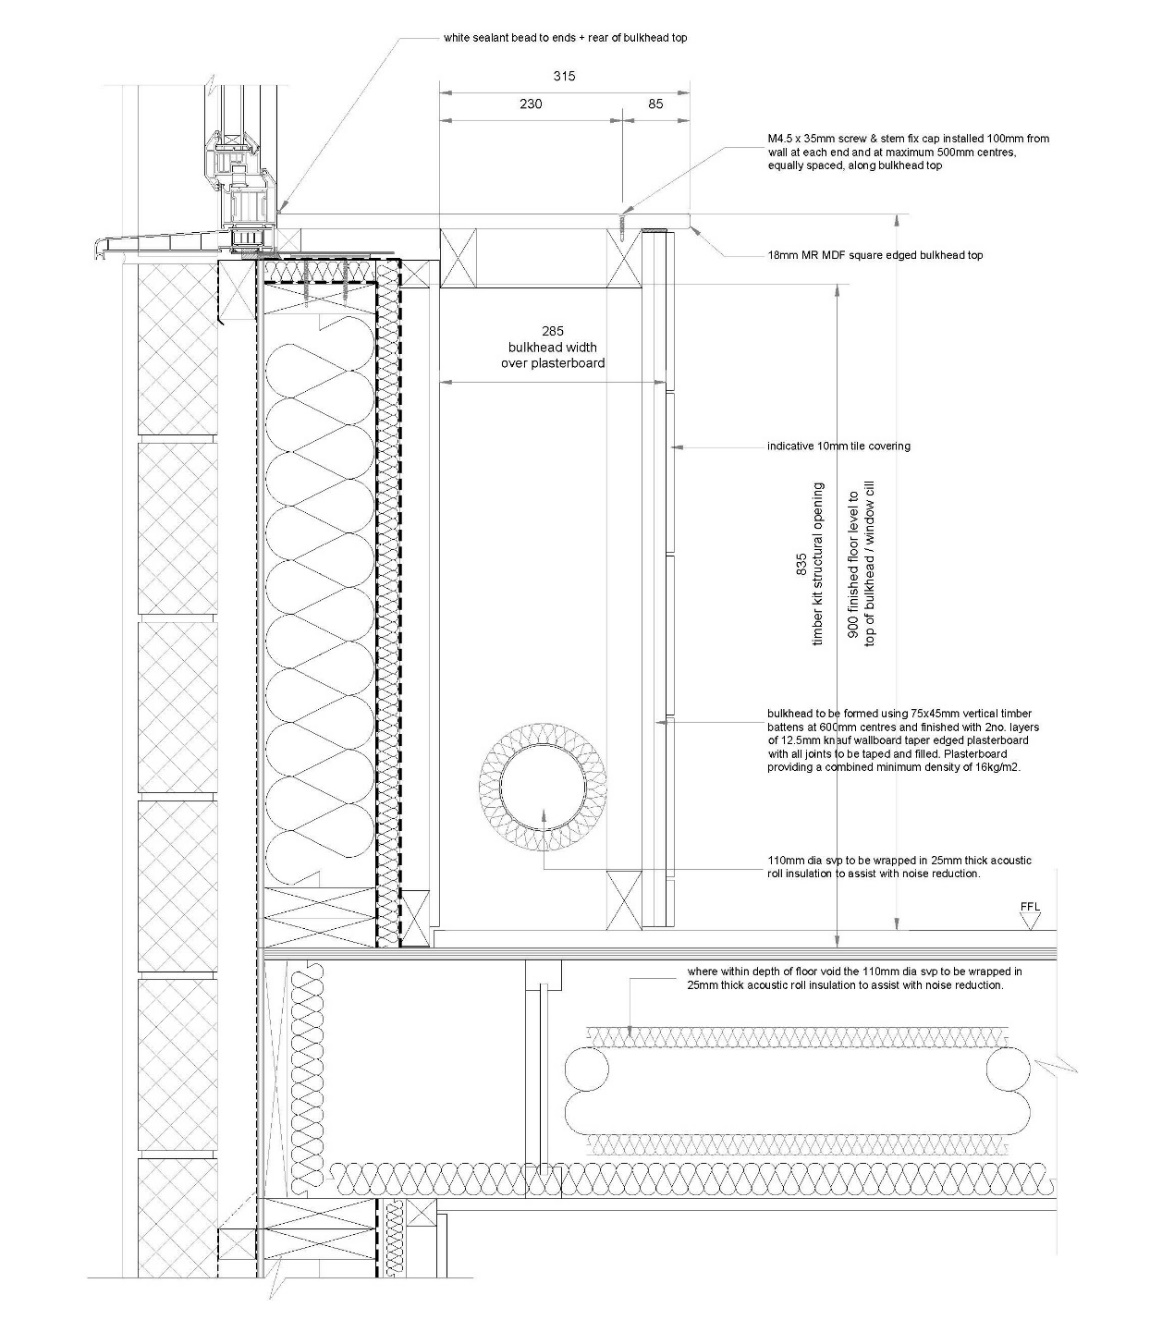 white sealant bead to ends + rear of bulkhead top
315
230
85
M4.5 x 35mm screw & stem fix cap installed 100mm from
wall at each end and at maximum 500mm centres,
equally spaced, along bulkhead top
18mm MR MDF square edged bulkhead top
285
bulkhead width
over plasterboard
indicative 10mm tile covering
835
timber kit structural opening
900 finished floor level to
top of bulkhead / window cill
bulkhead to be formed using 75x45mm vertical timber
battens at 600mm centres and finished with 2no. layers
of 12.5mm knauf wallboard taper edged plasterboard
with all joints to be taped and filled. Plasterboard
providing a combined minimum density of 16kg/m2.
110mm dia svp to be wrapped in 25mm thick acoustic
roll insulation to assist with noise reduction.
FFL
where within depth of floor void the 110mm dia svp to be wrapped in
25mm thick acoustic roll insulation to assist with noise reduction.